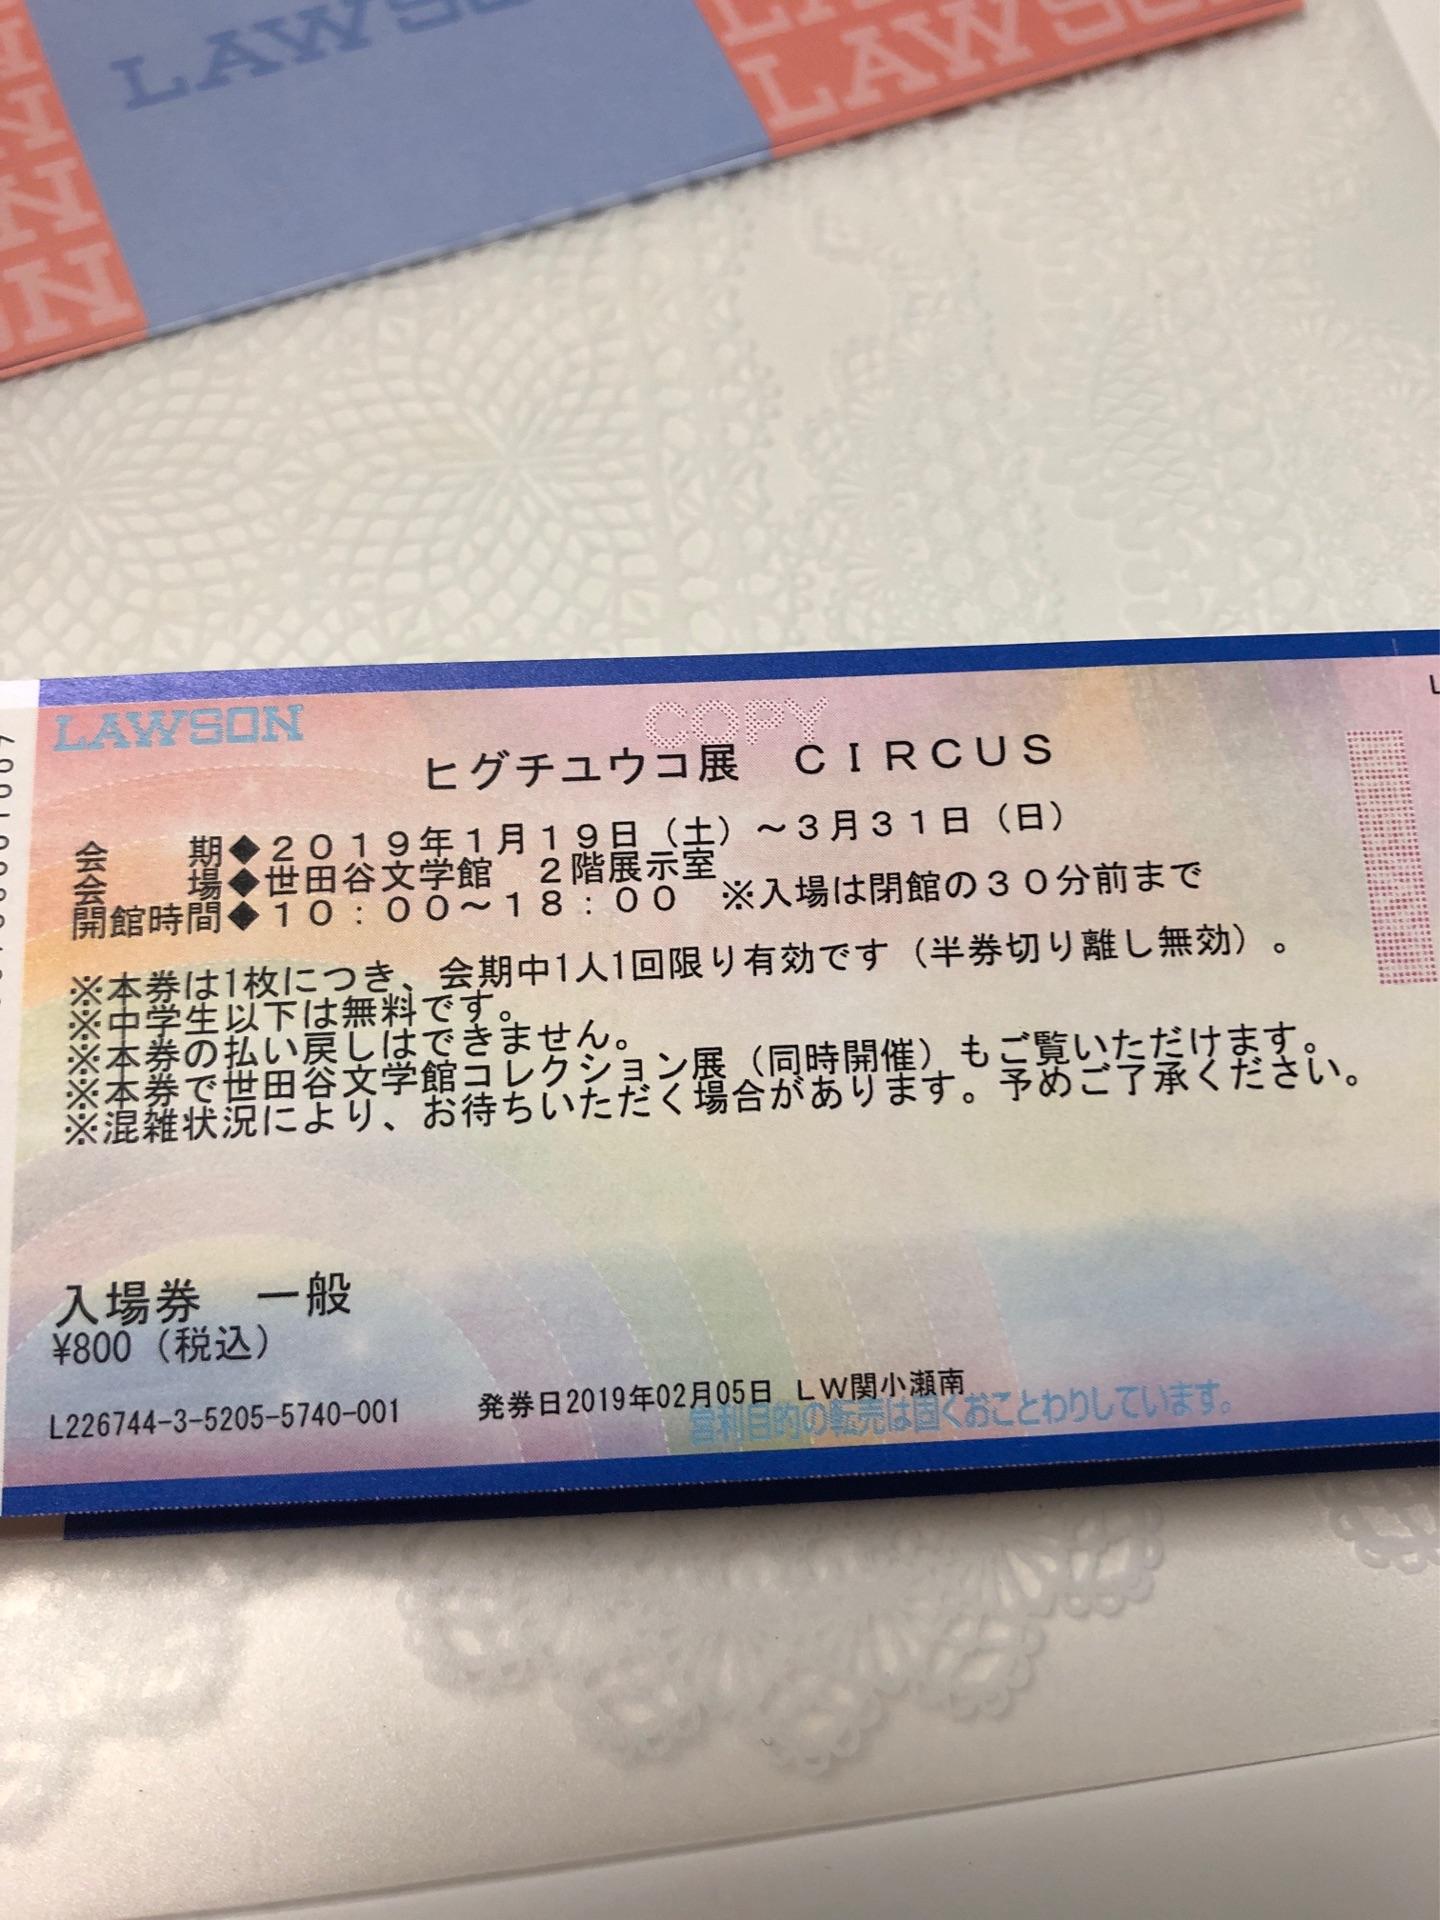 LAWSON
LAWSON
LAWSON
COPY
ヒグチユウコ展　ＣＩＲＣＵＳ
会　　期◆２０１９年１月１９日（土）～３月３１日（日）
会　　場◆世田谷文学館　２階展示室
開館時間◆１０：００～１８：００　※入場は閉館の３０分前まで
※本券は1枚につき、会期中1人1回限り有効です（半券切り離し無効）。
※中学生以下は無料です。
※本券の払い戻しはできません。
※本券で世田谷文学館コレクション展（同時開催）もご覧いただけます。
※混雑状況により、お待ちいただく場合があります。予めご了承ください。
入場券　一般
¥800（税込）
L226744-3-5205-5740-001　発券日2019年02月05日　ＬＷ関小瀬南
営利目的の転売は固くおことわりしています。